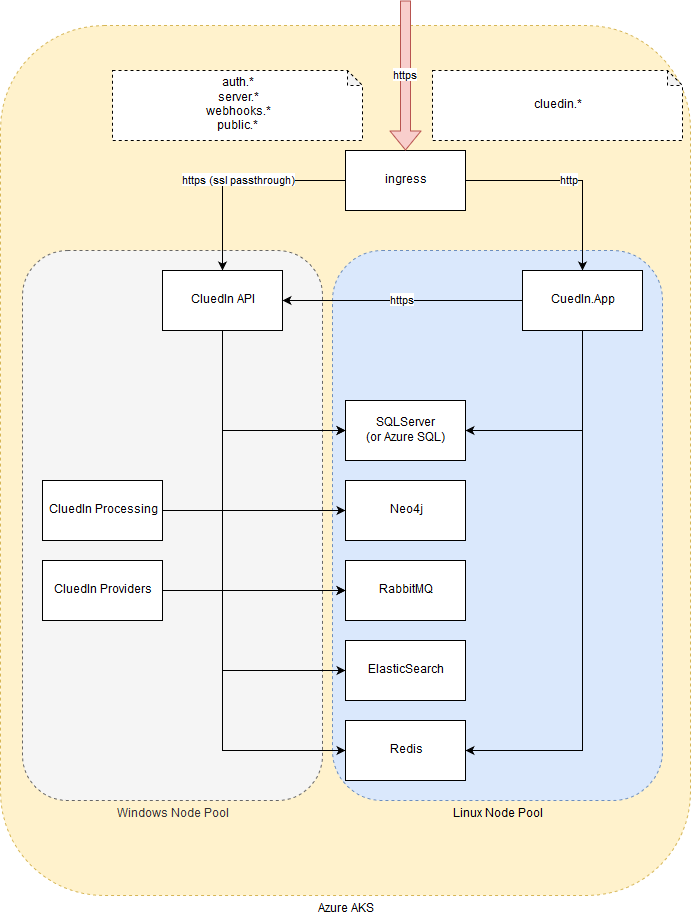 https
auth.*
server.*
webhooks.*
public.*
cluedin.*
ingress
https (ssl passthrough)
http
CluedIn API
https
CuedIn.App
SQLServer
(or Azure SQL)
CluedIn Processing
Neo4j
CluedIn Providers
RabbitMQ
ElasticSearch
Redis
Windows Node Pool
Linux Node Pool
Azure AKS